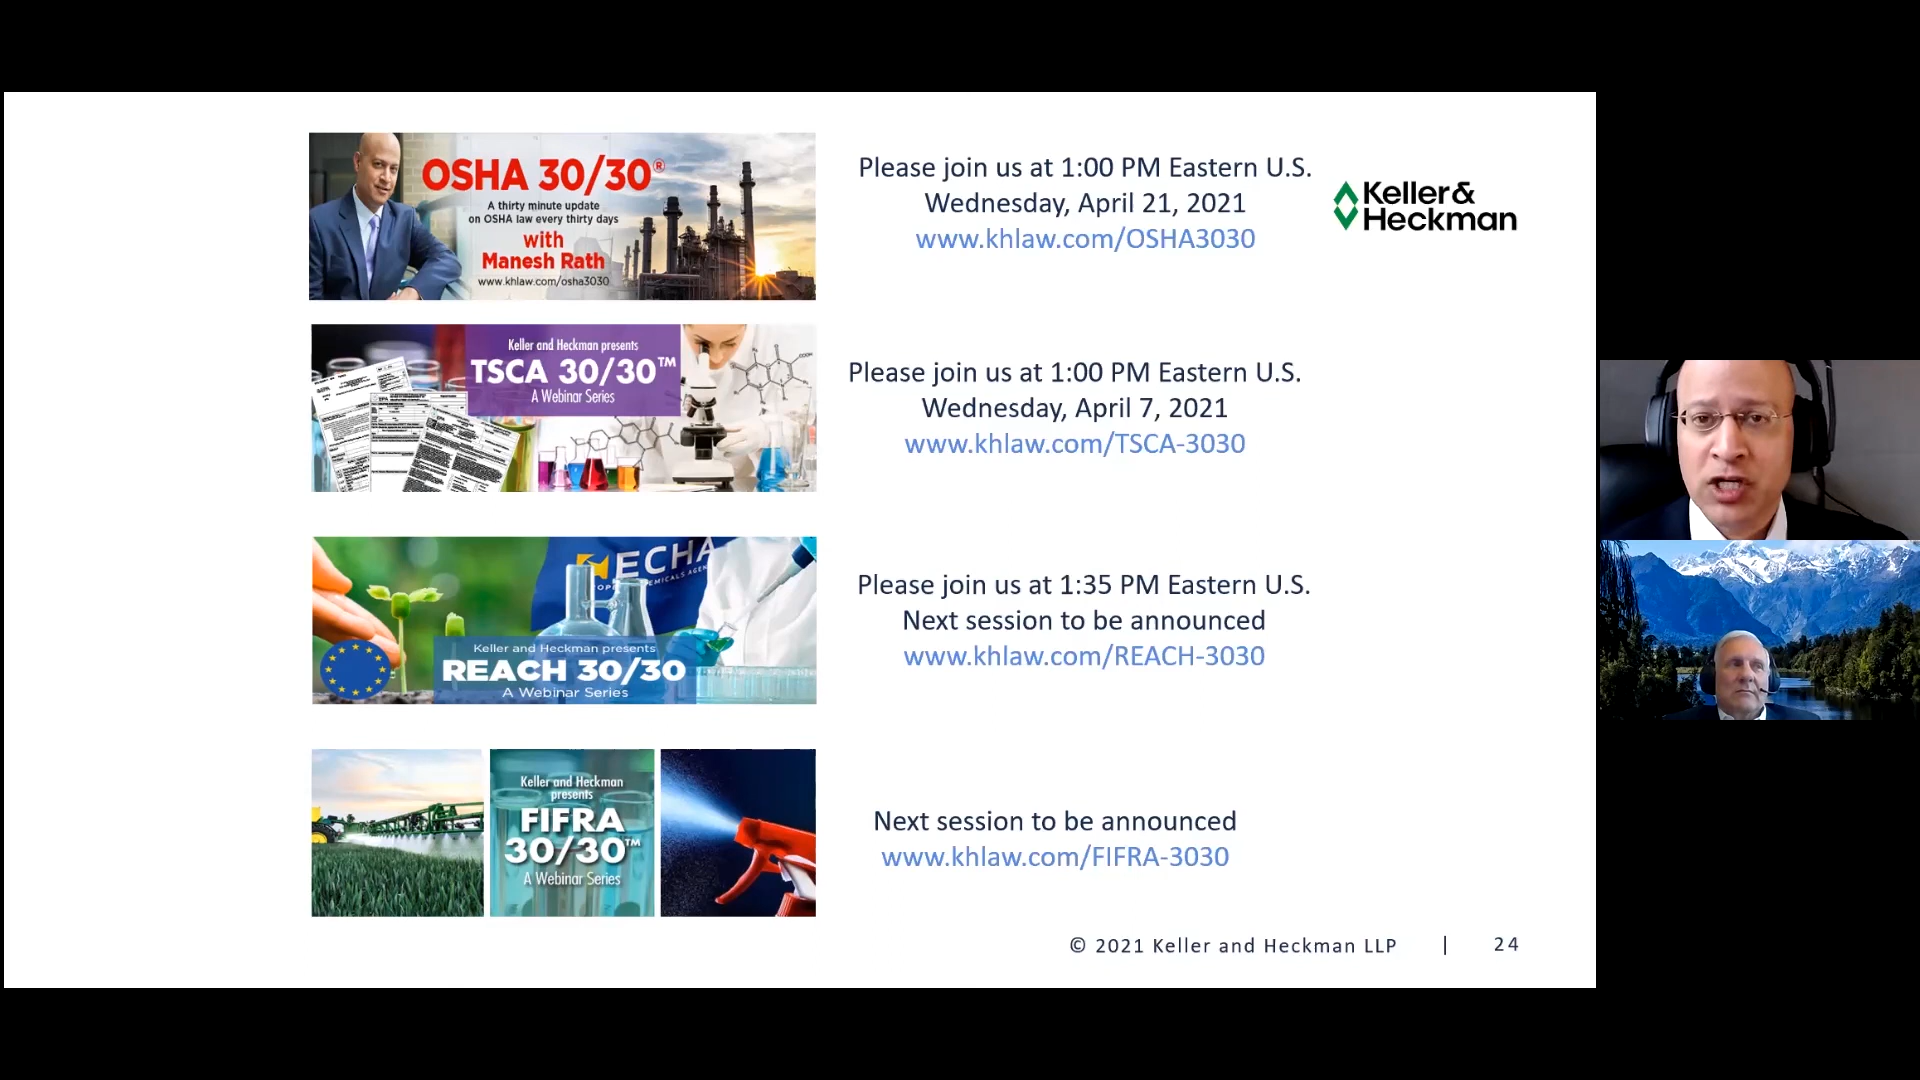 OSHA 30/30®
A thirty minute update
on OSHA law every thirty days
with
Manesh Rath
www.khlaw.com/osha3030
Please join us at 1:00 PM Eastern U.S.
Wednesday, April 21, 2021
www.khlaw.com/OSHA3030
Keller&
Heckman
Keller and Heckman presents
TSCA 30/30™
A Webinar Series
Please join us at 1:00 PM Eastern U.S.
Wednesday, April 7, 2021
www.khlaw.com/TSCA-3030
ECHA
Keller and Heckman presents
REACH 30/30
A Webinar Series
Please join us at 1:35 PM Eastern U.S.
Next session to be announced
www.khlaw.com/REACH-3030
Keller and Heckman
presents
FIFRA
30/30™
A Webinar Series
Next session to be announced
www.khlaw.com/FIFRA-3030
© 2021 Keller and Heckman LLP | 24